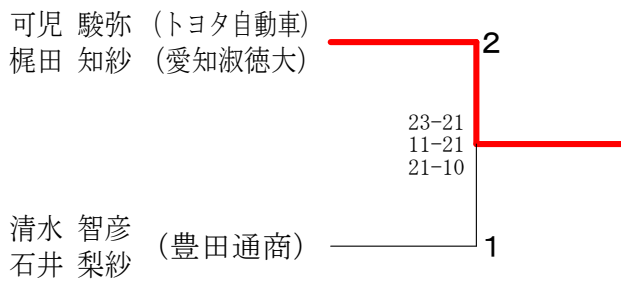 可児 駿弥 (トヨタ自動車)
梶田 知紗 (愛知淑徳大)
2
23-21
11-21
21-10
清水 智彦
石井 梨紗
(豊田通商)
1